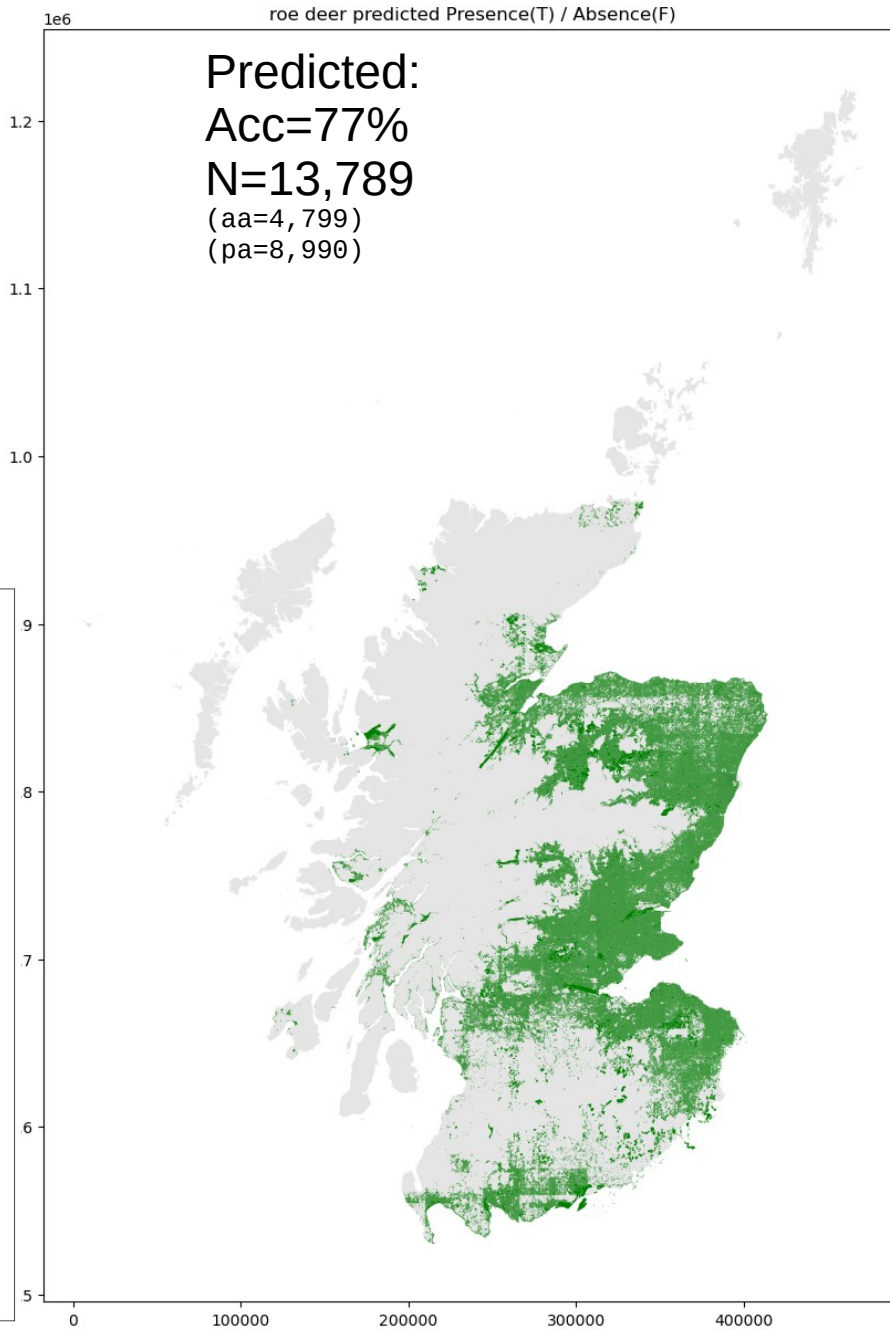 roe deer predicted Presence(T) / Absence(F)
1e6
Predicted:
Acc=77%
N=13,789
(aa=4,799)
(pa=8,990)
1.2
1.1
1.0
.9
.8
.7
.6
.5
0 100000 200000 300000 400000